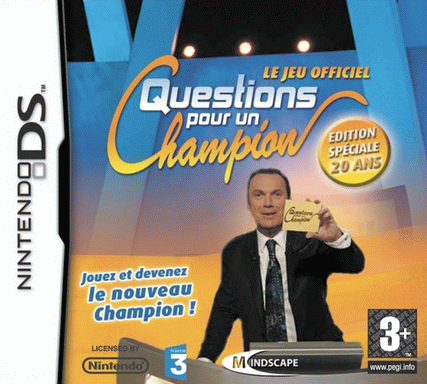 NINTENDO DS™
LE JEU OFFICIEL
Questions
pour un
Champion
EDITION
SPÉCIALE
20 ANS
Questions
pour un
Champion
Jouez et devenez
le nouveau
Champion !
LICENSED BY
Nintendo
france
3
MINDSCAPE
3+
www.pegi.info